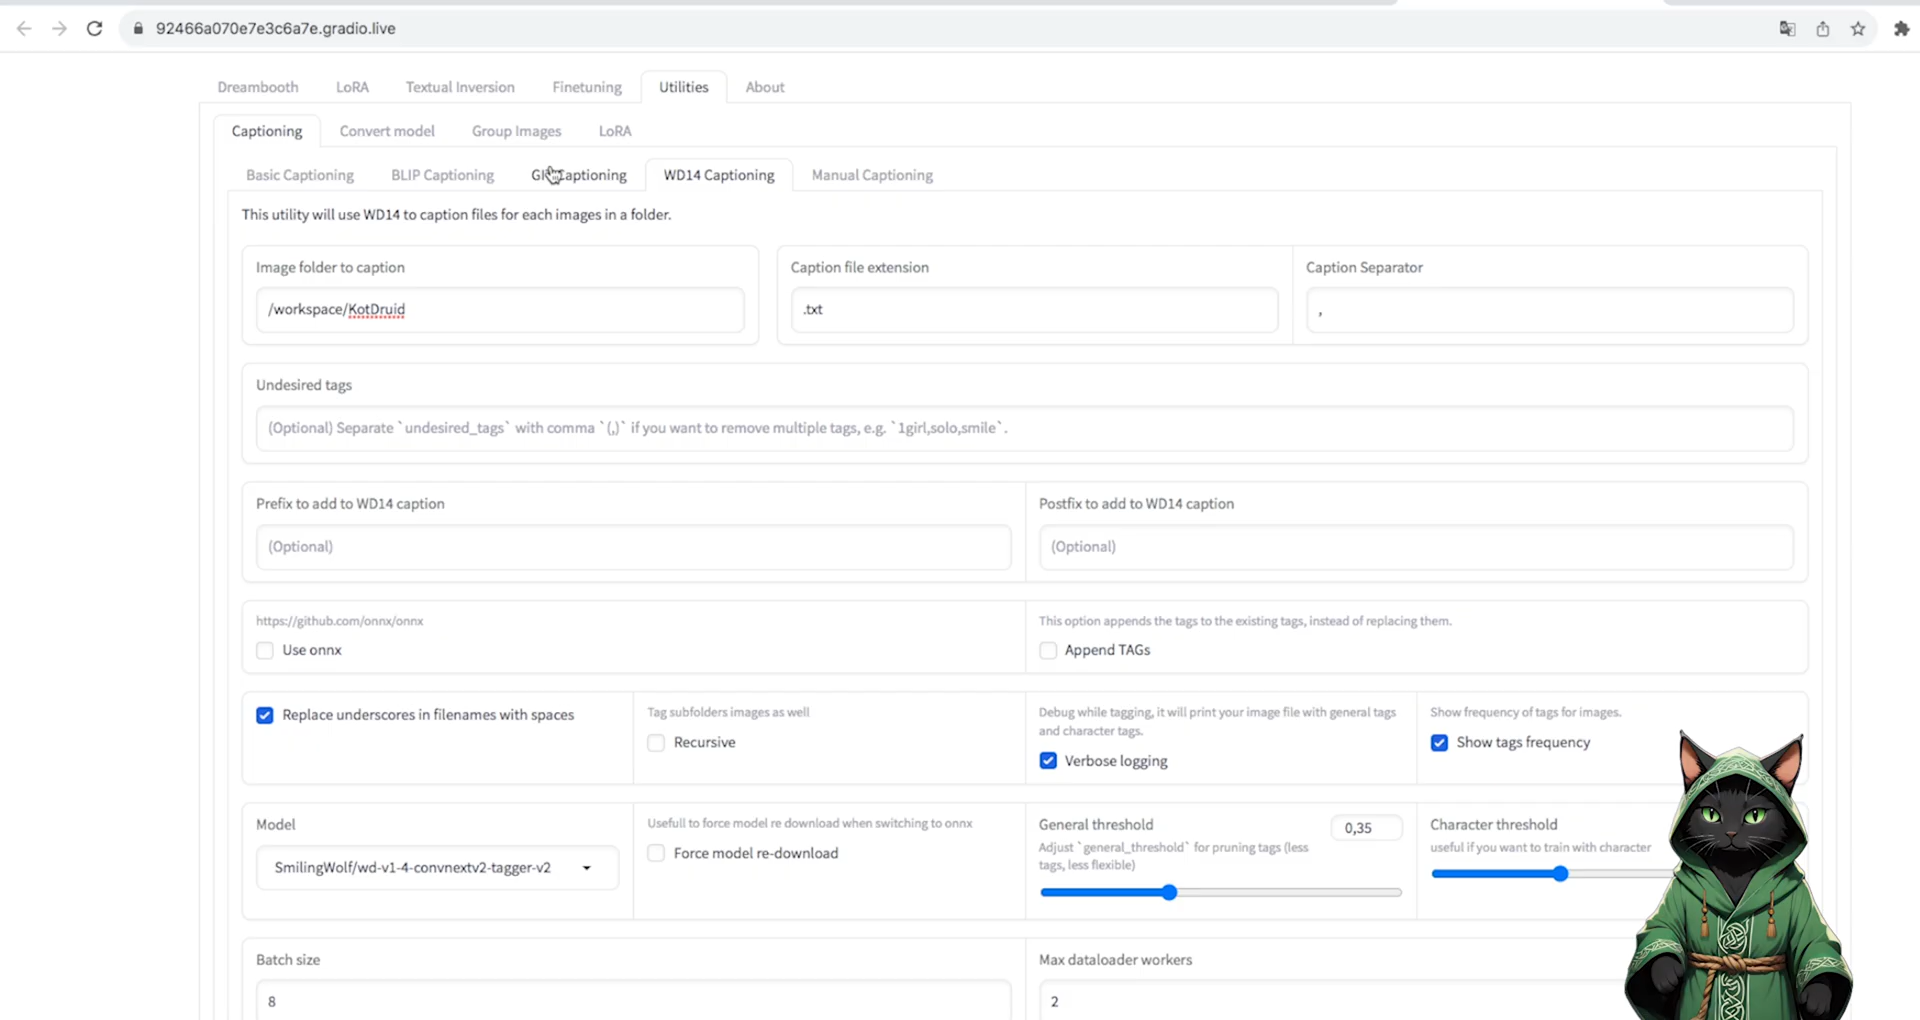 92466a070e7e3c6a7e.gradio.live
Dreambooth LoRA Textual Inversion Finetuning Utilities About
Captioning Convert model Group Images LoRA
Basic Captioning BLIP Captioning Captioning WD14 Captioning Manual Captioning
This utility will use WD14 to caption files for each images in a folder.
Image folder to caption Caption file extension Caption Separator
/workspace/KotDruid .txt ,
Undesired tags
(Optional) Separate `undesired_tags` with comma `(,)` if you want to remove multiple tags, e.g. `1girl,solo,smile`.
Prefix to add to WD14 caption Postfix to add to WD14 caption
(Optional) (Optional)
https://github.com/onnx/onnx This option appends the tags to the existing tags, instead of replacing them.
Use onnx Append TAGs
Replace underscores in filenames with spaces
Tag subfolders images as well
Recursive
Debug while tagging, it will print your image file with general tags
and character tags.
Verbose logging
Show frequency of tags for images.
Show tags frequency
Model
SmilingWolf/wd-v1-4-convnextv2-tagger-v2
Usefull to force model re download when switching to onnx
Force model re-download
General threshold 0,35
Adjust `general_threshold` for pruning tags (less
tags, less flexible)
Character threshold
useful if you want to train with character
Batch size Max dataloader workers
8 2